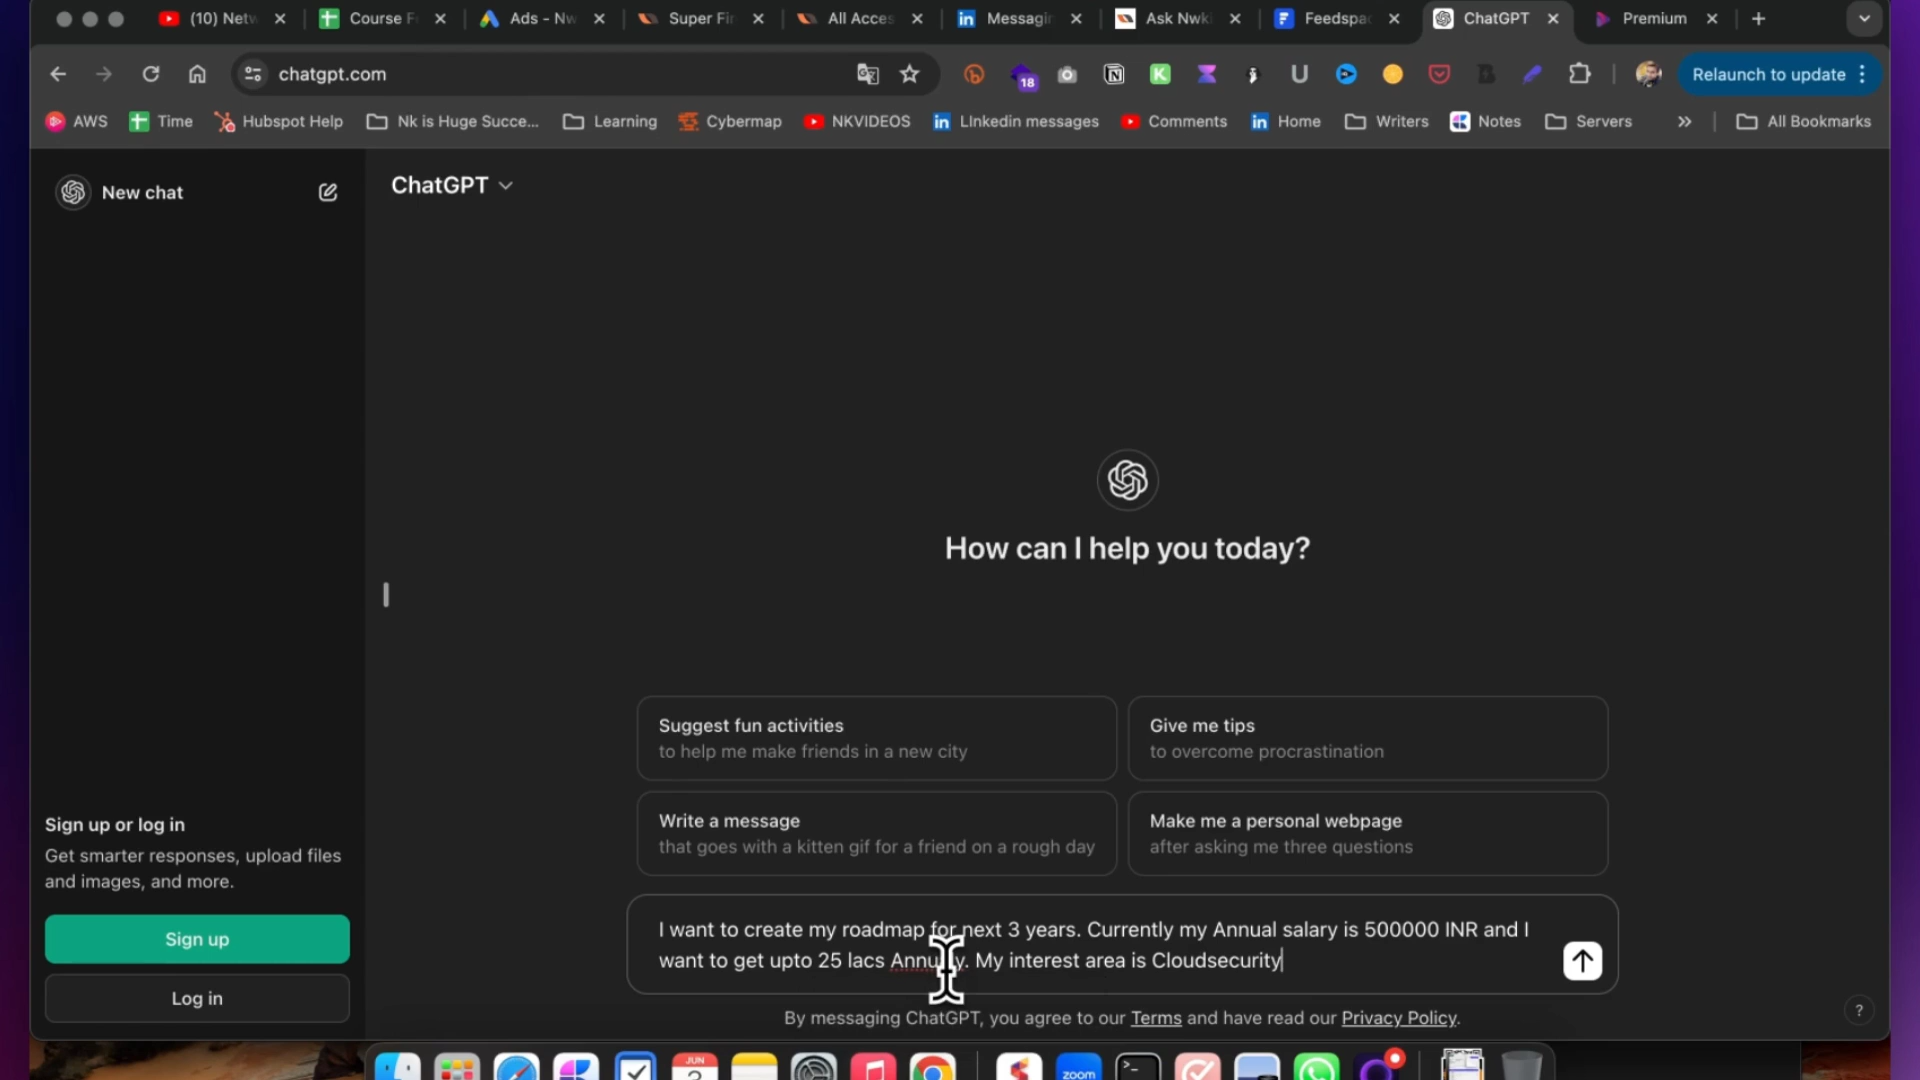 (10) Netw
Course F
Ads - Nw
Super Fir
All Acces
Messagin
Ask Nwki
Feedspac
ChatGPT
Premium
chatgpt.com
18
Relaunch to update
AWS
Time
Hubspot Help
Nk is Huge Succe...
Learning
Cybermap
NKVIDEOS
LInkedin messages
Comments
Home
Writers
Notes
Servers
All Bookmarks
New chat
ChatGPT
How can I help you today?
Suggest fun activities
to help me make friends in a new city
Give me tips
to overcome procrastination
Write a message
that goes with a kitten gif for a friend on a rough day
Make me a personal webpage
after asking me three questions
Sign up or log in
Get smarter responses, upload files
and images, and more.
Sign up
Log in
I want to create my roadmap for next 3 years. Currently my Annual salary is 500000 INR and I
want to get upto 25 lacs My interest area is Cloudsecurity
By messaging ChatGPT, you agree to our Terms and have read our Privacy Policy.
?
JUN
zoom